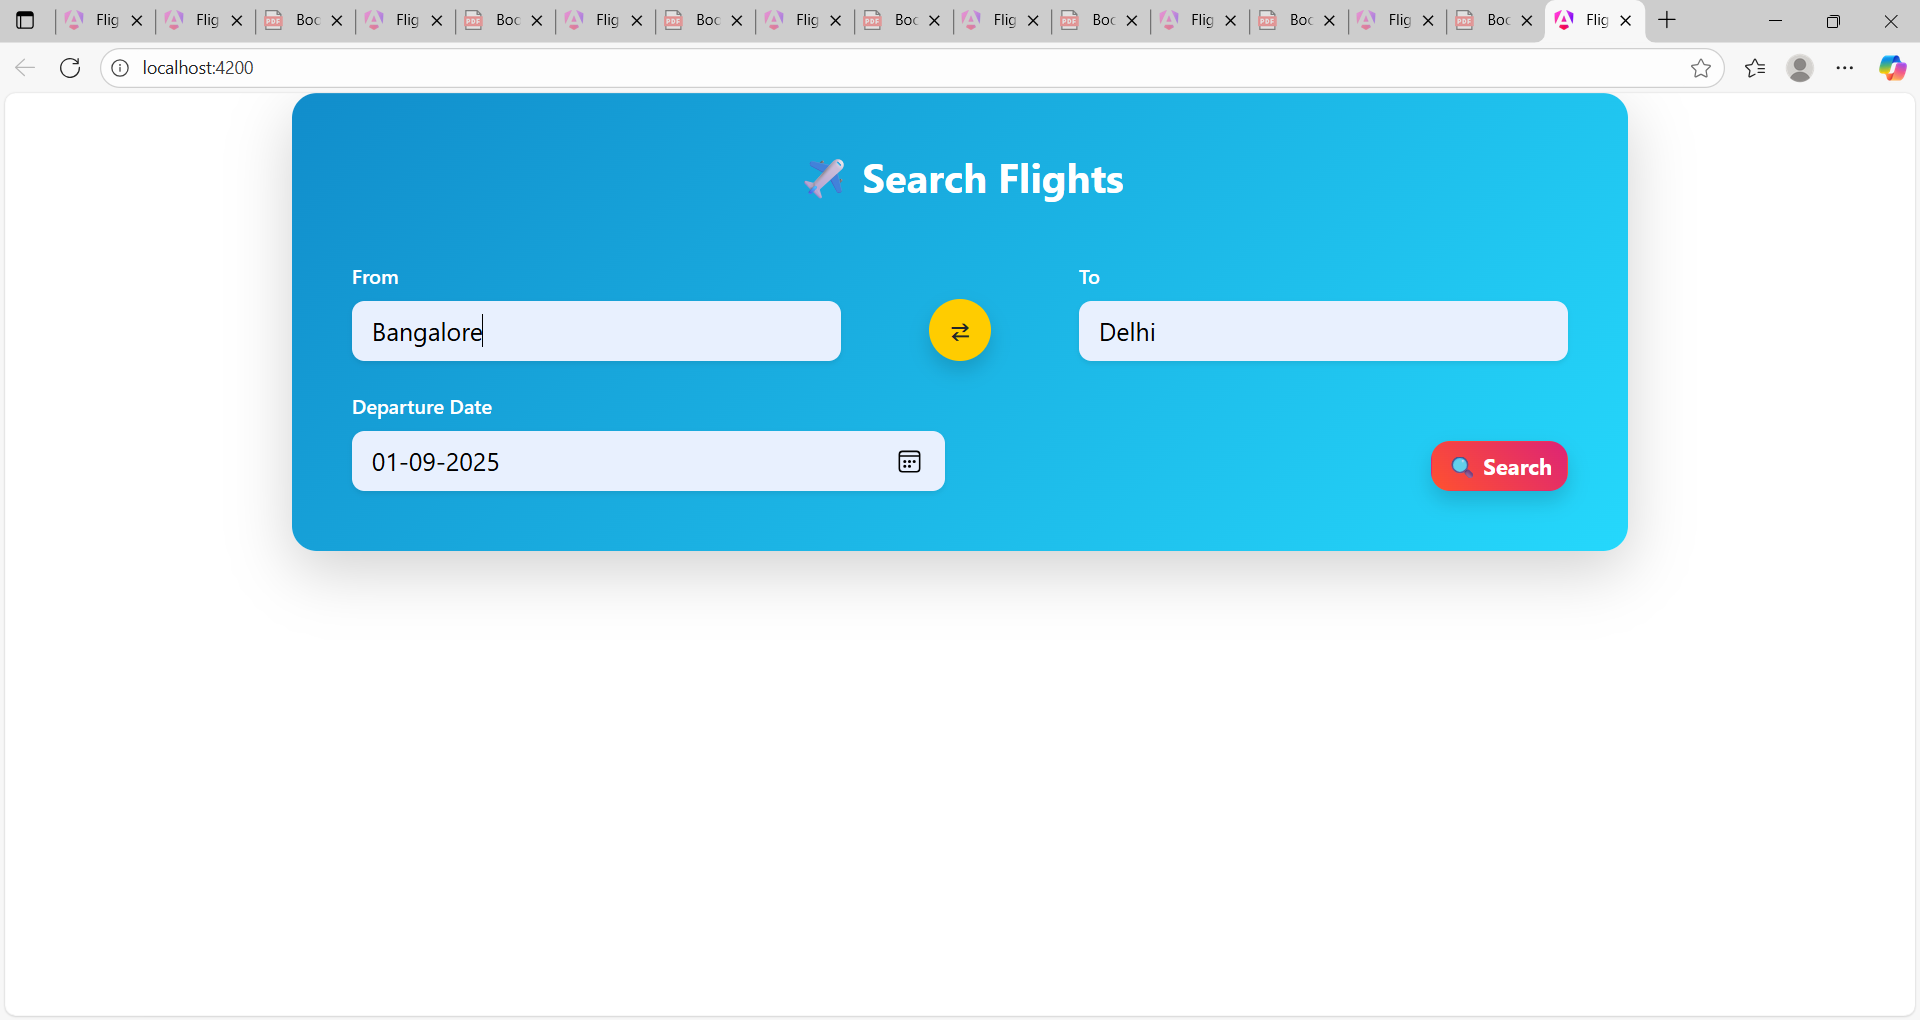 Flig Flig Boc Flig Boc Flig Boc Flig Boc Flig Boc Flig Boc Flig Boc Flig
localhost:4200
Search Flights
From
To
Bangalore
Delhi
Departure Date
01-09-2025
Search